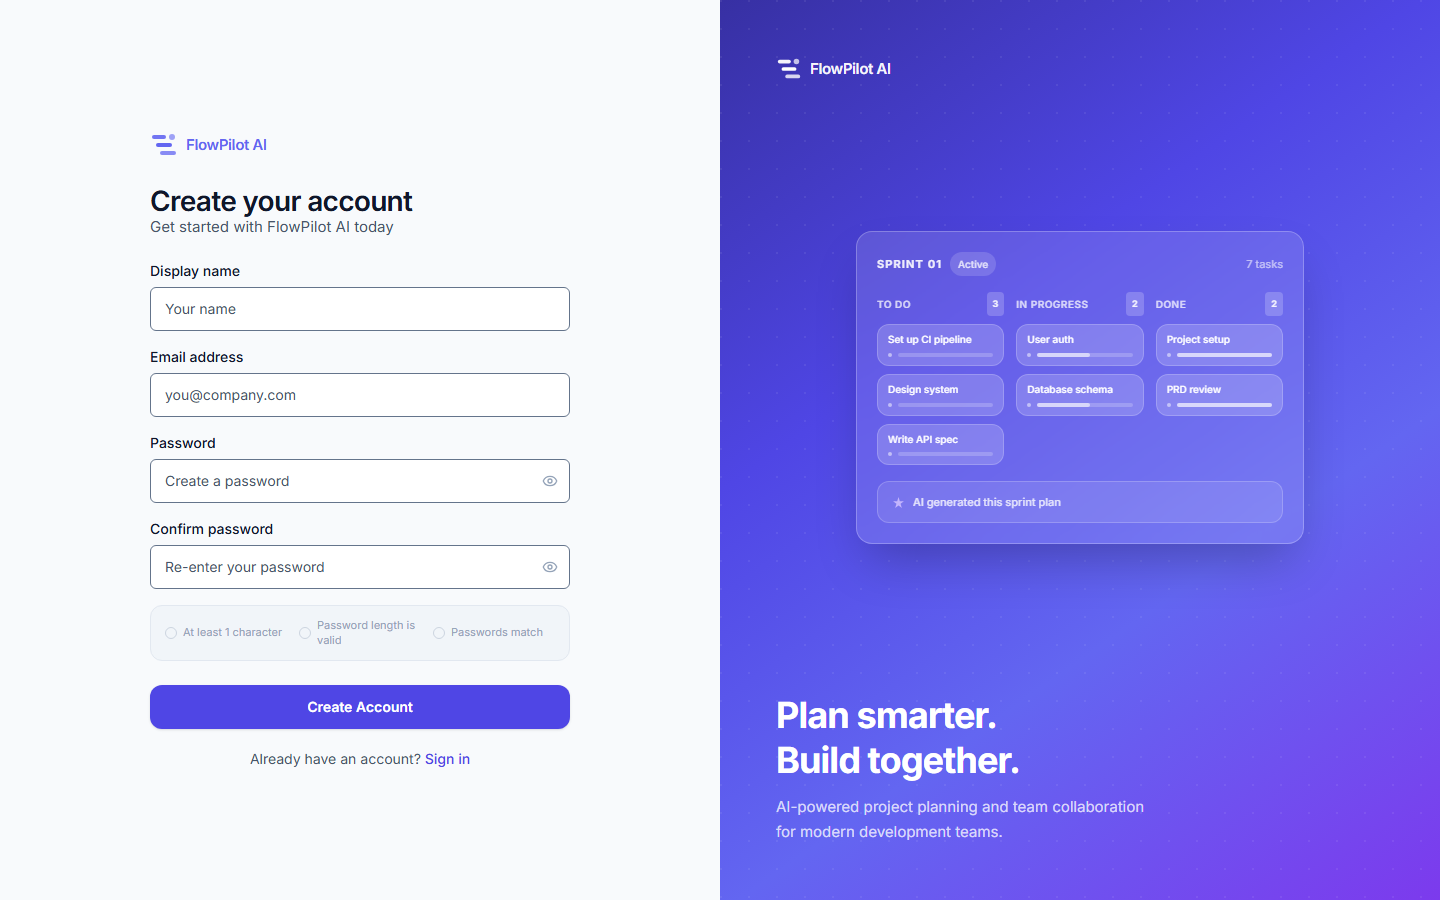 FlowPilot AI
Create your account
Get started with FlowPilot AI today
Display name
Your name
Email address
you@company.com
Password
Create a password
Confirm password
Re-enter your password
At least 1 character
Password length is
valid
Passwords match
Create Account
Already have an account? Sign in
FlowPilot AI
SPRINT 01 Active 7 tasks
TO DO 3
Set up CI pipeline
Design system
Write API spec
IN PROGRESS 2
User auth
Database schema
DONE 2
Project setup
PRD review
AI generated this sprint plan
Plan smarter.
Build together.
AI-powered project planning and team collaboration
for modern development teams.